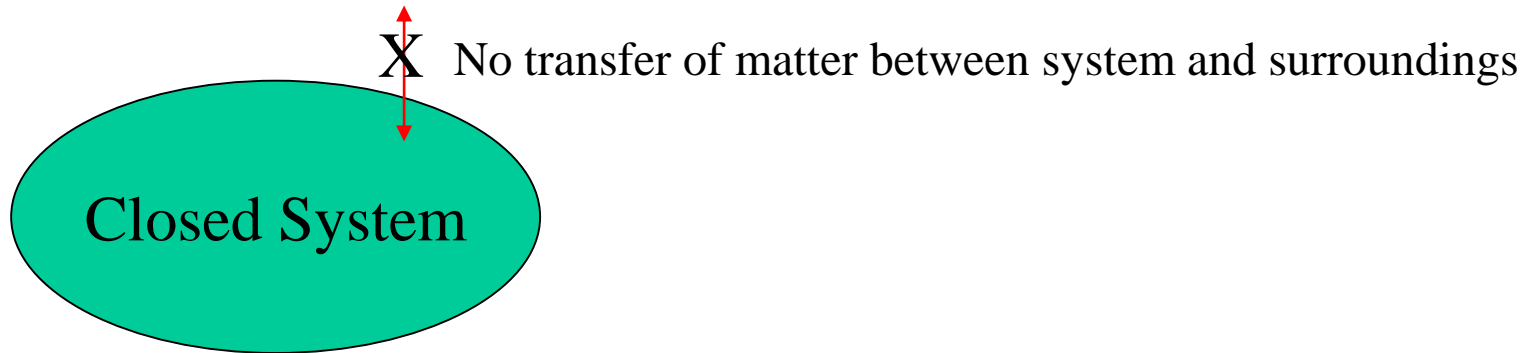 X No transfer of matter between system and surroundings
Closed System